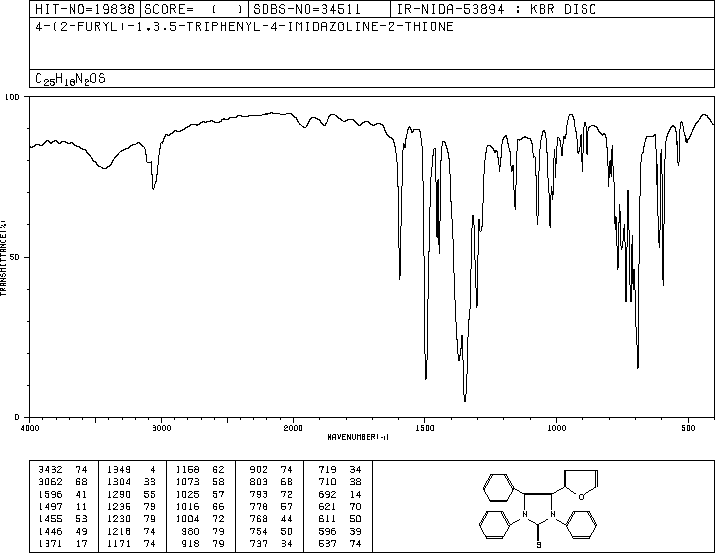 HIT-NO=19838 SCORE= ( ) SDBS-NO=34511 IR-NIDA-53894 : KBR DISC
4-(2-FURYL)-1,3,5-TRIPHENYL-4-IMIDAZOLINE-2-THIONE
C25H18N2OS
100
50
0
TRANSMITTANCE(%)
4000 3000 2000 1500 1000 500
WAVENUMBER(-1)
3432 74 1349 4 1168 62 902 74 719 34
3062 68 1304 33 1073 58 803 68 710 38
1596 41 1290 55 1025 57 793 72 692 14
1497 11 1236 79 1016 66 770 57 621 70
1455 53 1230 79 1004 72 768 44 611 50
1446 49 1218 74 980 79 754 50 596 39
1371 17 1171 74 918 79 737 34 537 74
O
N N
S